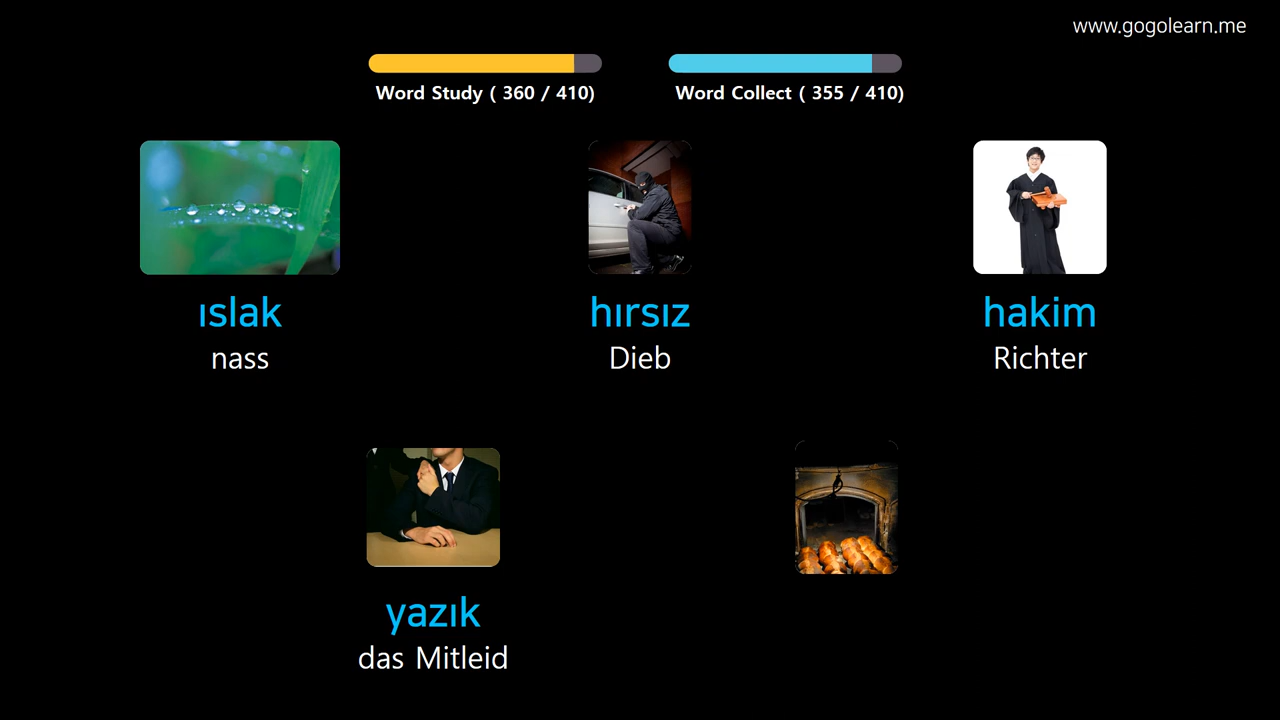 www.gogolearn.me
Word Study ( 360 / 410)
Word Collect ( 355 / 410)
ıslak
nass
hırsız
Dieb
hakim
Richter
yazık
das Mitleid